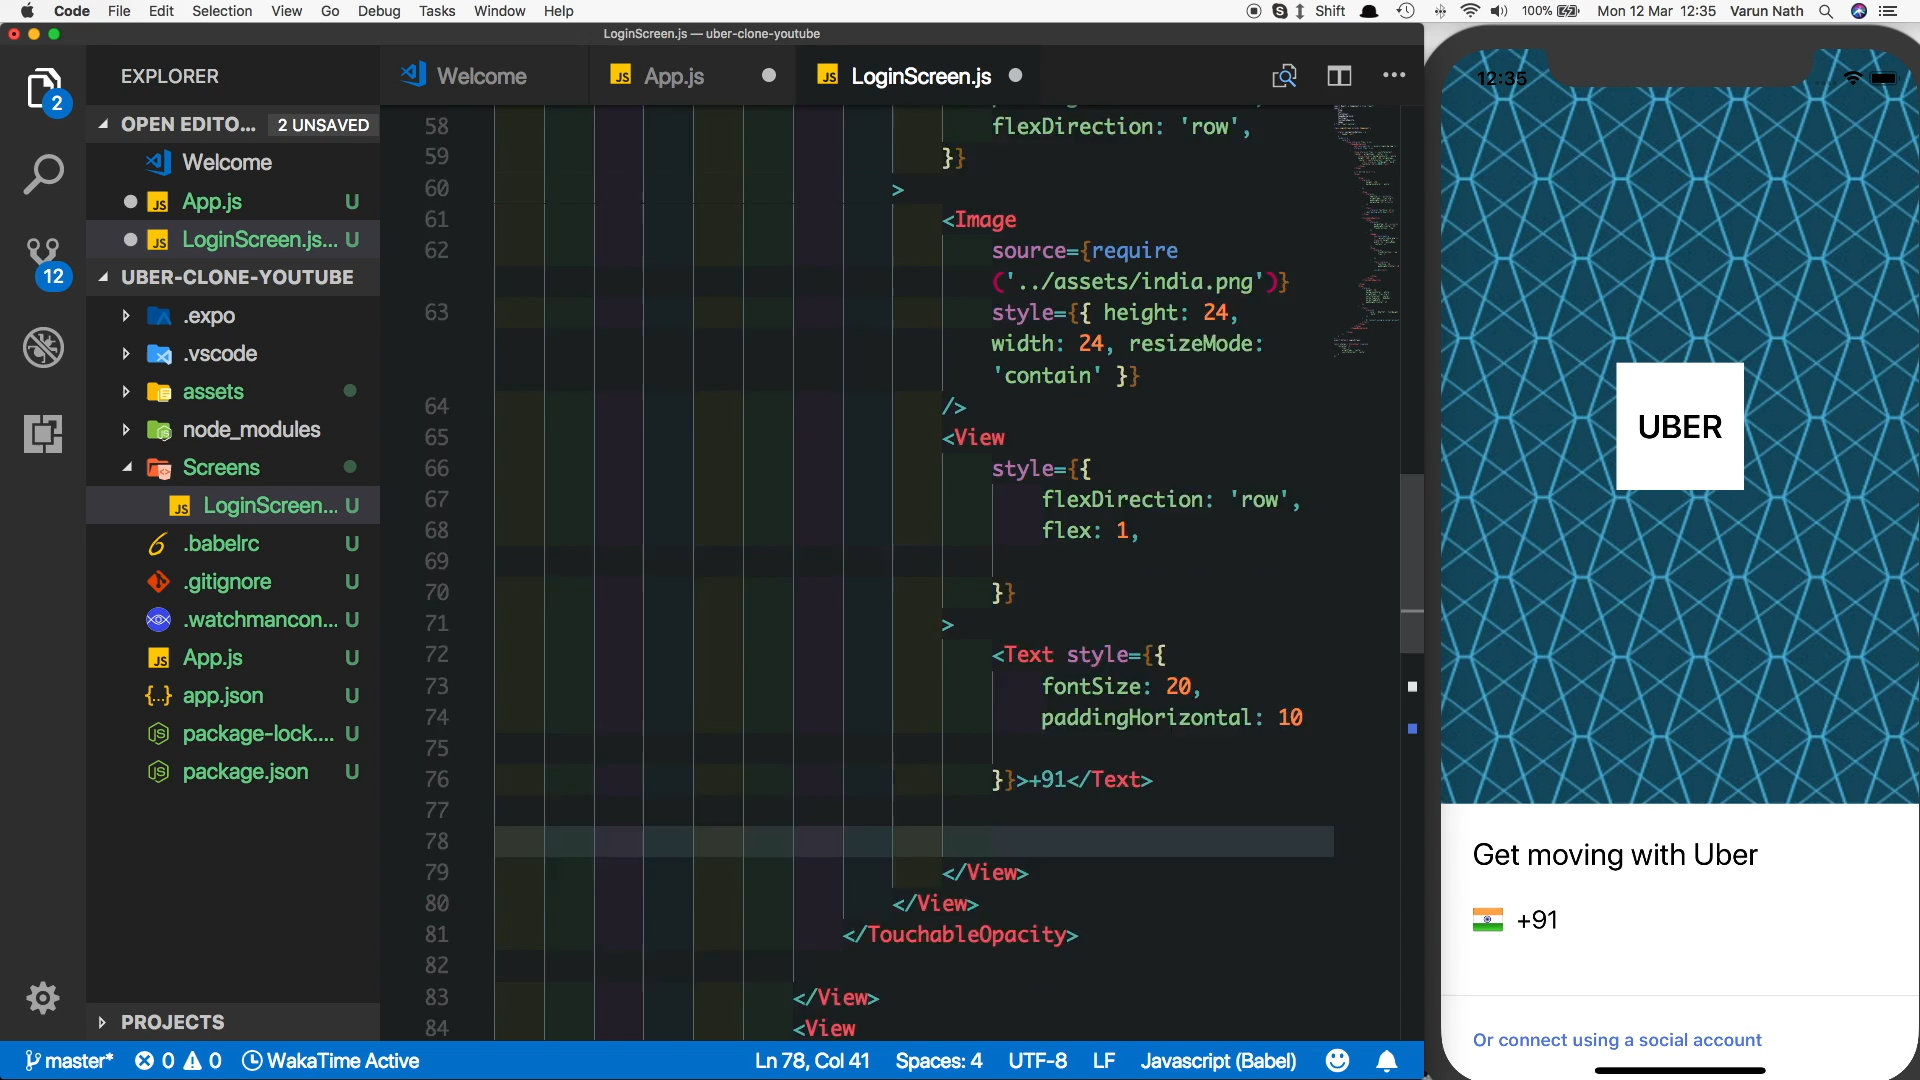 Code File Edit Selection View Go Debug Tasks Window Help
Shift 100% Mon 12 Mar 12:35 Varun Nath
LoginScreen.js — uber-clone-youtube
2
EXPLORER
OPEN EDITO... 2 UNSAVED
Welcome
App.js U
LoginScreen.js... U
12
UBER-CLONE-YOUTUBE
.expo
.vscode
assets
node_modules
Screens
LoginScreen... U
.babelrc U
.gitignore U
.watchmancon... U
App.js U
app.json U
package-lock.... U
package.json U
PROJECTS
Welcome App.js LoginScreen.js
58 flexDirection: 'row',
59 }}
60 >
61 <Image
62 source={require
('../assets/india.png')}
63 style={{ height: 24,
width: 24, resizeMode:
'contain' }}
64 />
65 <View
66 style={{
67 flexDirection: 'row',
68 flex: 1,
69
70 }}
71 >
72 <Text style={{
73 fontSize: 20,
74 paddingHorizontal: 10
75
76 }}>+91</Text>
77
78
79 </View>
80 </View>
81 </TouchableOpacity>
82
83 </View>
84 <View
master* 0 0 WakaTime Active Ln 78, Col 41 Spaces: 4 UTF-8 LF Javascript (Babel)
12:35
UBER
Get moving with Uber
+91
Or connect using a social account